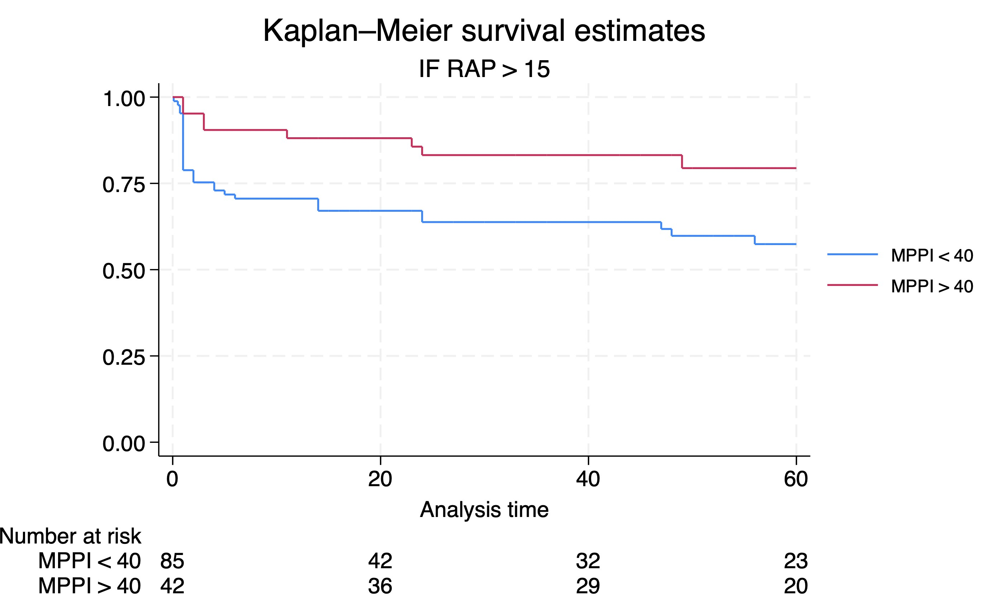 Kaplan–Meier survival estimates
IF RAP > 15
1.00
0.75
0.50
0.25
0.00
0 20 40 60
Analysis time
MPPI < 40
MPPI > 40
Number at risk
MPPI < 40 85 42 32 23
MPPI > 40 42 36 29 20